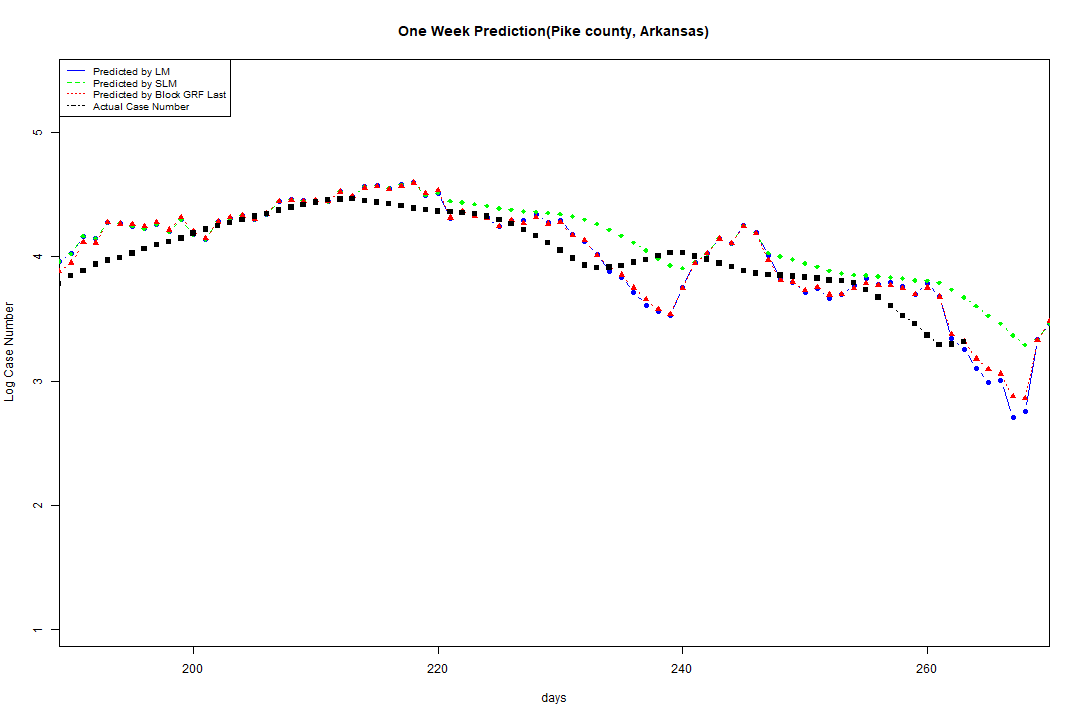 One Week Prediction(Pike county, Arkansas)
Predicted by LM
Predicted by SLM
Predicted by Block GRF Last
Actual Case Number
5
4
3
2
1
Log Case Number
200
220
240
260
days